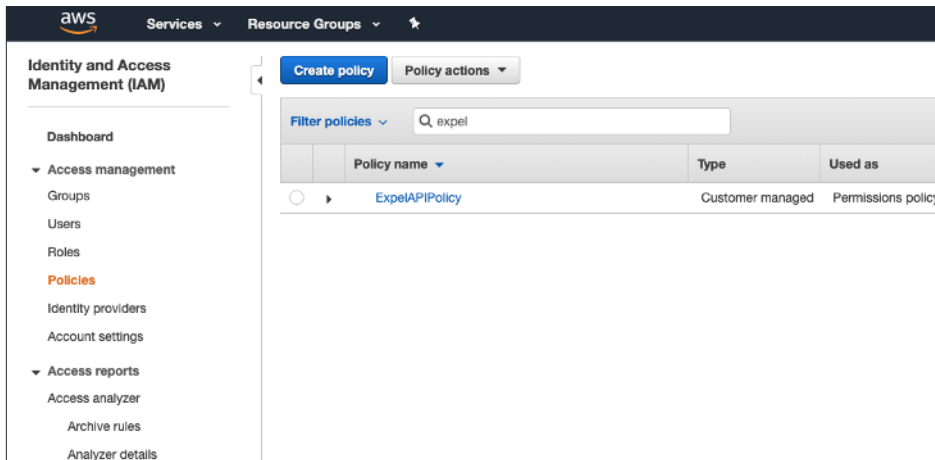 aws Services Resource Groups
Identity and Access
Management (IAM)
Dashboard
Access management
Groups
Users
Roles
Policies
Identity providers
Account settings
Access reports
Access analyzer
Archive rules
Analyzer details
Create policy Policy actions
Filter policies expel
Policy name Type Used as
ExpelAPIPolicy Customer managed Permissions policy